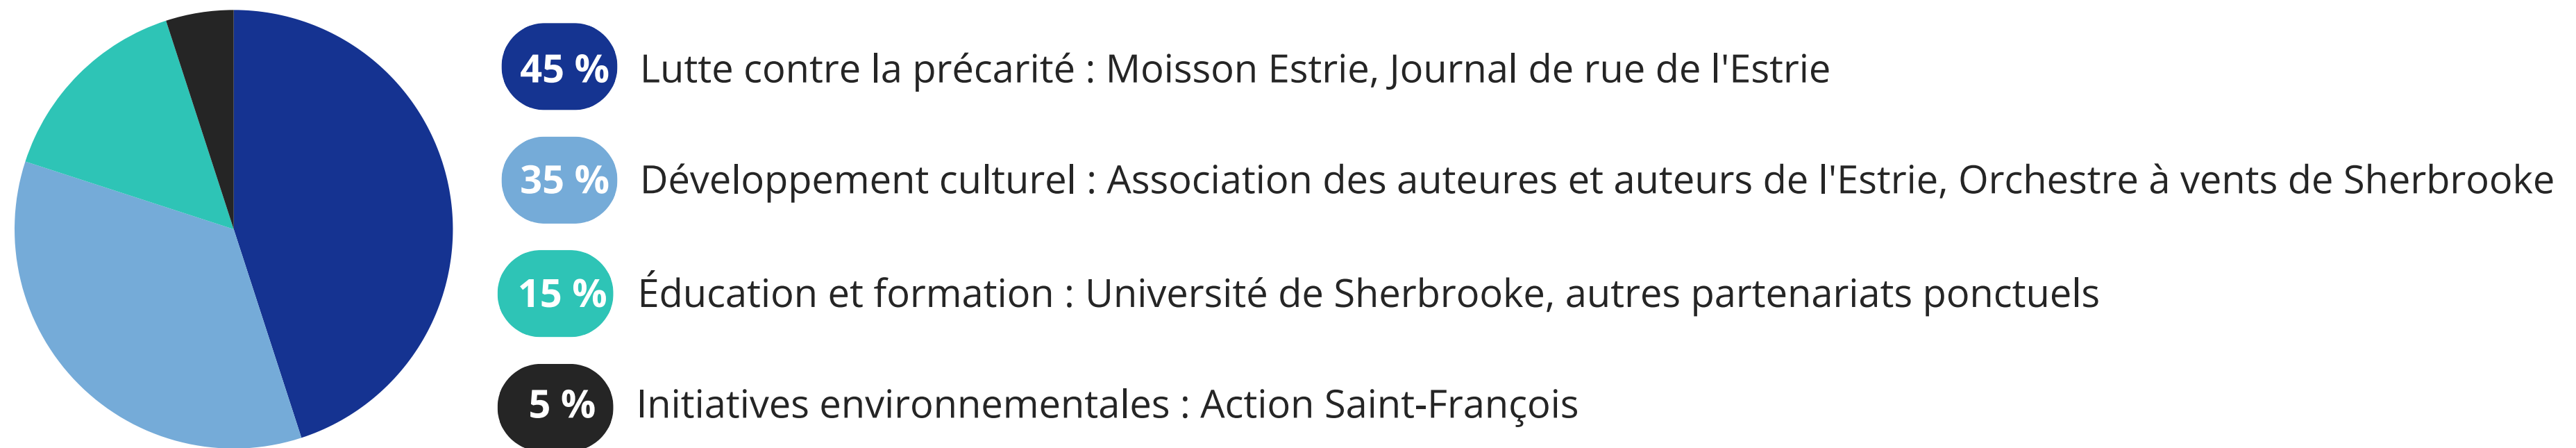 45 % Lutte contre la précarité : Moisson Estrie, Journal de rue de l'Estrie
35 % Développement culturel : Association des auteures et auteurs de l'Estrie, Orchestre à vents de Sherbrooke
15 % Éducation et formation : Université de Sherbrooke, autres partenariats ponctuels
5 % Initiatives environnementales : Action Saint-François